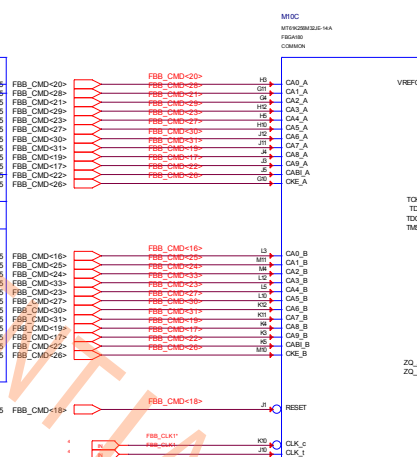 M10C
MT61K256M32JE-14:A
FBGA180
COMMON
FBB_CMD<20> FBB_CMD<20> H3 CA0_A
FBB_CMD<28> FBB_CMD<28> G11 CA1_A
FBB_CMD<21> FBB_CMD<21> G4 CA2_A
FBB_CMD<29> FBB_CMD<29> H12 CA3_A
FBB_CMD<23> FBB_CMD<23> H5 CA4_A
FBB_CMD<27> FBB_CMD<27> H10 CA5_A
FBB_CMD<30> FBB_CMD<30> J12 CA6_A
FBB_CMD<31> FBB_CMD<31> J11 CA7_A
FBB_CMD<19> FBB_CMD<19> J4 CA8_A
FBB_CMD<17> FBB_CMD<17> J3 CA9_A
FBB_CMD<22> FBB_CMD<22> J5 CABI_A
FBB_CMD<26> FBB_CMD<26> G10 CKE_A
FBB_CMD<16> FBB_CMD<16> L3 CA0_B
FBB_CMD<25> FBB_CMD<25> M11 CA1_B
FBB_CMD<24> FBB_CMD<24> M4 CA2_B
FBB_CMD<33> FBB_CMD<33> L12 CA3_B
FBB_CMD<23> FBB_CMD<23> L5 CA4_B
FBB_CMD<27> FBB_CMD<27> L10 CA5_B
FBB_CMD<30> FBB_CMD<30> K12 CA6_B
FBB_CMD<31> FBB_CMD<31> K11 CA7_B
FBB_CMD<19> FBB_CMD<19> K4 CA8_B
FBB_CMD<17> FBB_CMD<17> K3 CA9_B
FBB_CMD<22> FBB_CMD<22> K5 CABI_B
FBB_CMD<26> FBB_CMD<26> M10 CKE_B
FBB_CMD<18> FBB_CMD<18> J1 RESET
IN FBB_CLK1* K10 CLK_c
IN FBB_CLK1 J10 CLK_t